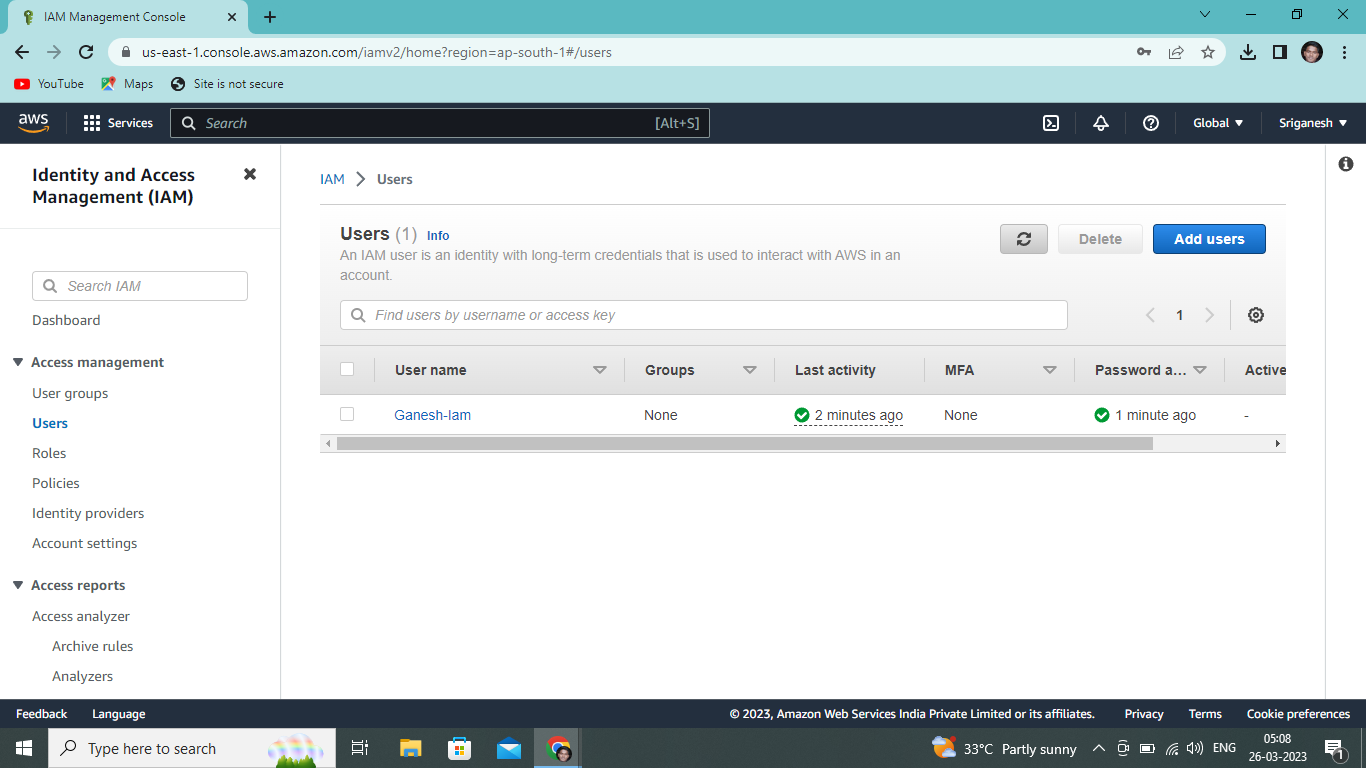 IAM Management Console
us-east-1.console.aws.amazon.com/iamv2/home?region=ap-south-1#/users
YouTube Maps Site is not secure
aws Services Search [Alt+S] Global Sriganesh
Identity and Access
Management (IAM)
Search IAM
Dashboard
Access management
User groups
Users
Roles
Policies
Identity providers
Account settings
Access reports
Access analyzer
Archive rules
Analyzers
IAM > Users
Users (1) Info
An IAM user is an identity with long-term credentials that is used to interact with AWS in an
account.
Delete Add users
Find users by username or access key
1
User name Groups Last activity MFA Password a... Active
Ganesh-Iam None 2 minutes ago None 1 minute ago -
Feedback Language © 2023, Amazon Web Services India Private Limited or its affiliates. Privacy Terms Cookie preferences
Type here to search 33°C Partly sunny ENG 05:08
26-03-2023 1